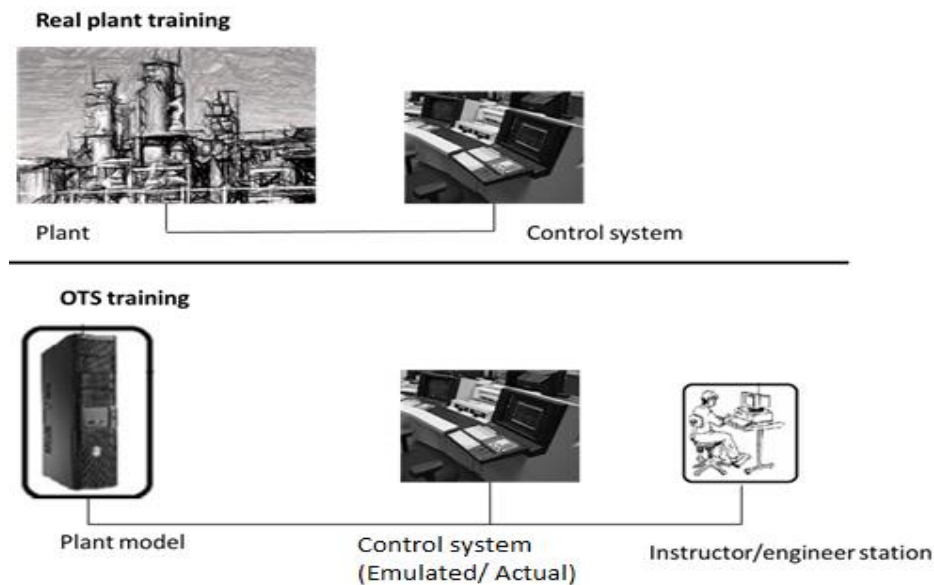 Real plant training
Plant
Control system
OTS training
Plant model
Control system
(Emulated/ Actual)
Instructor/engineer station